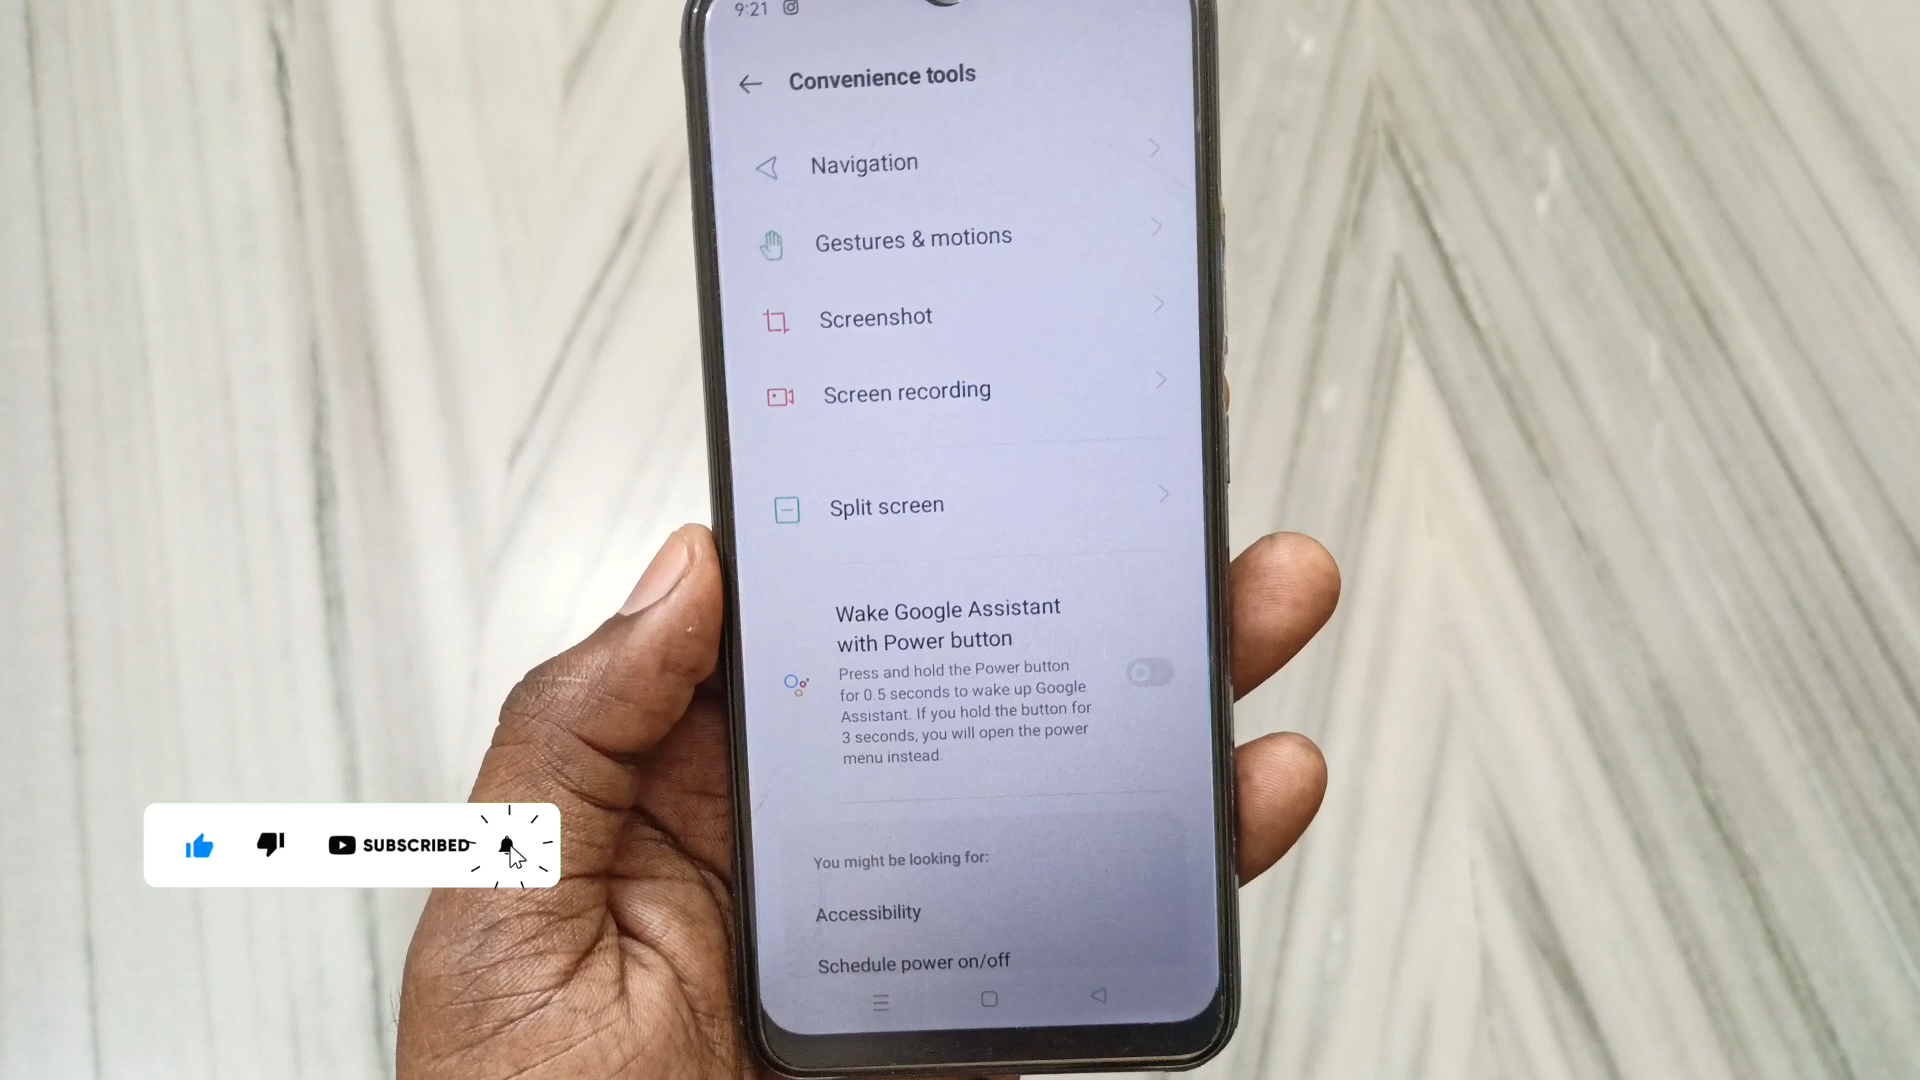 9:21
Convenience tools
Navigation
Gestures & motions
Screenshot
Screen recording
Split screen
Wake Google Assistant
with Power button
Press and hold the Power button
for 0.5 seconds to wake up Google
Assistant. If you hold the button for
3 seconds, you will open the power
menu instead.
You might be looking for:
Accessibility
Schedule power on/off
SUBSCRIBED